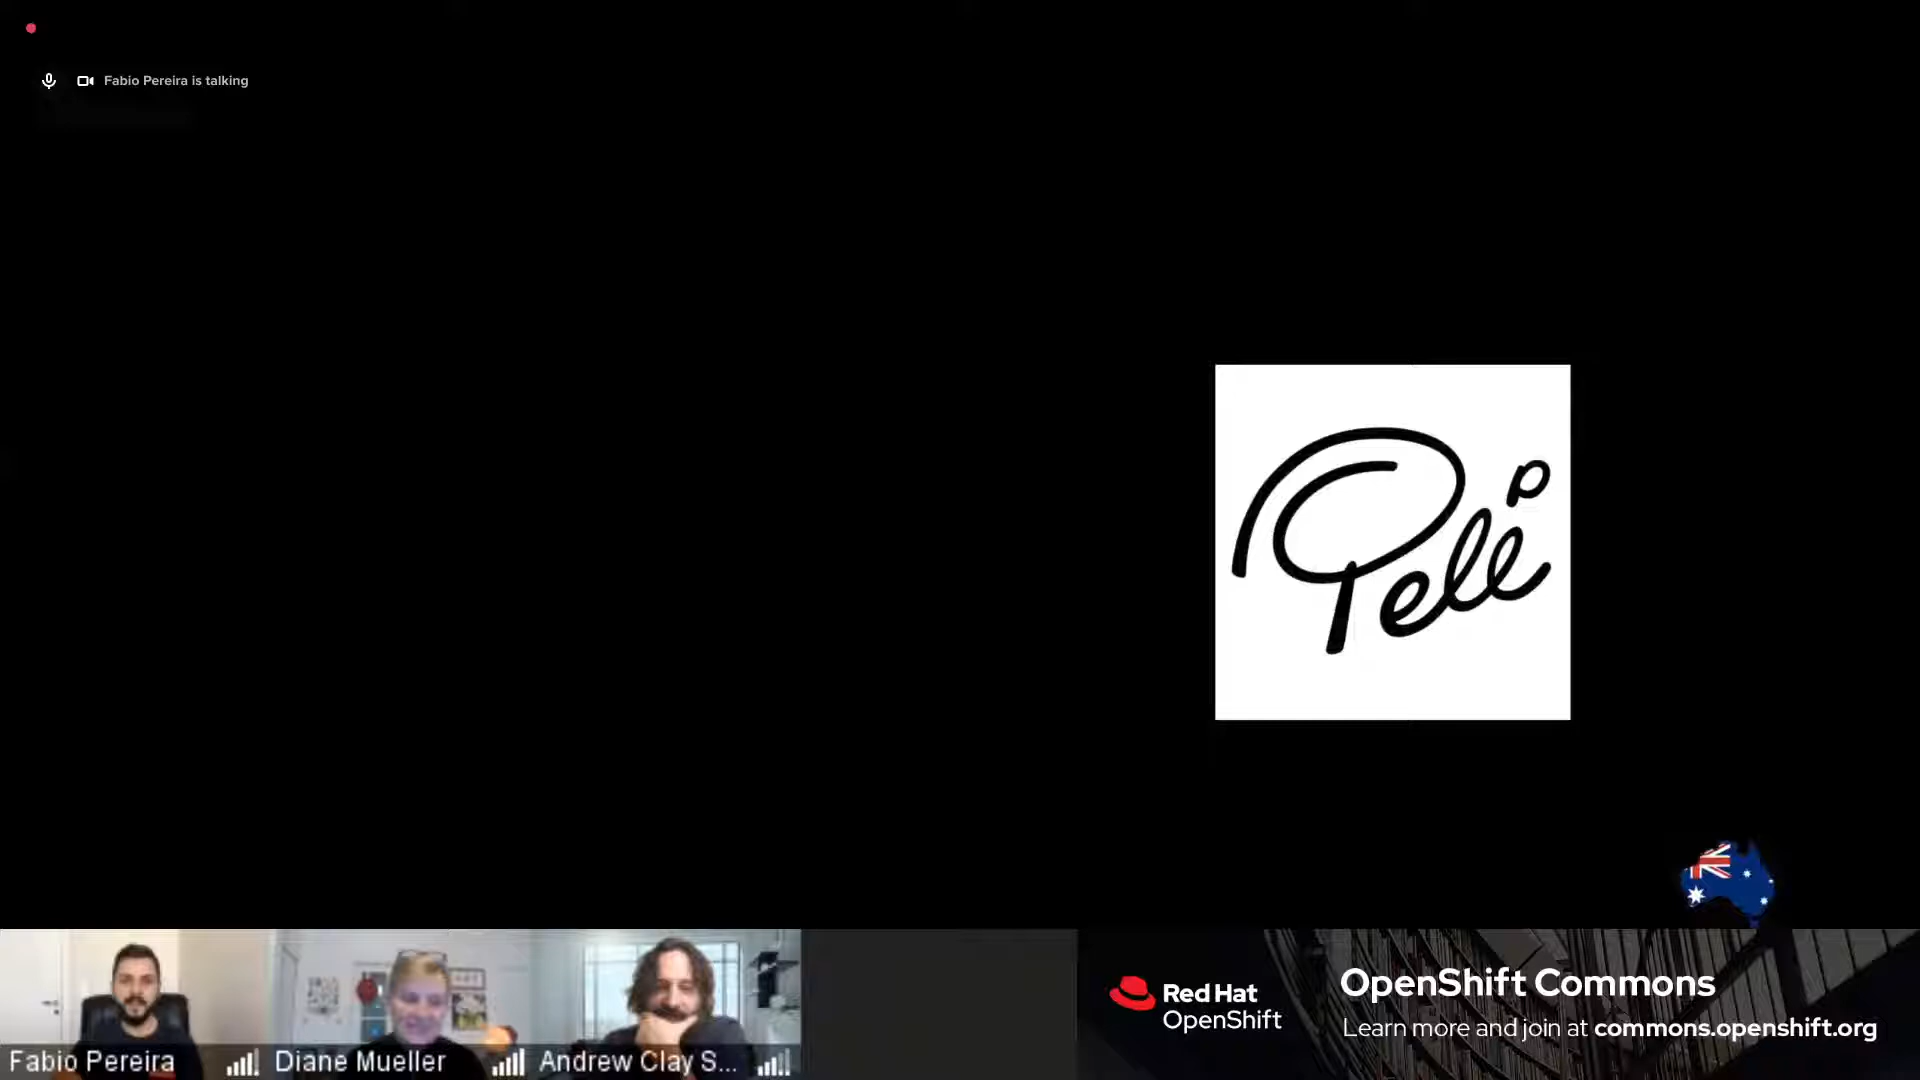 Fabio Pereira is talking
Peli
Fabio Pereira
Diane Mueller
Andrew Clay S...
Red Hat
OpenShift
OpenShift Commons
Learn more and join at commons.openshift.org